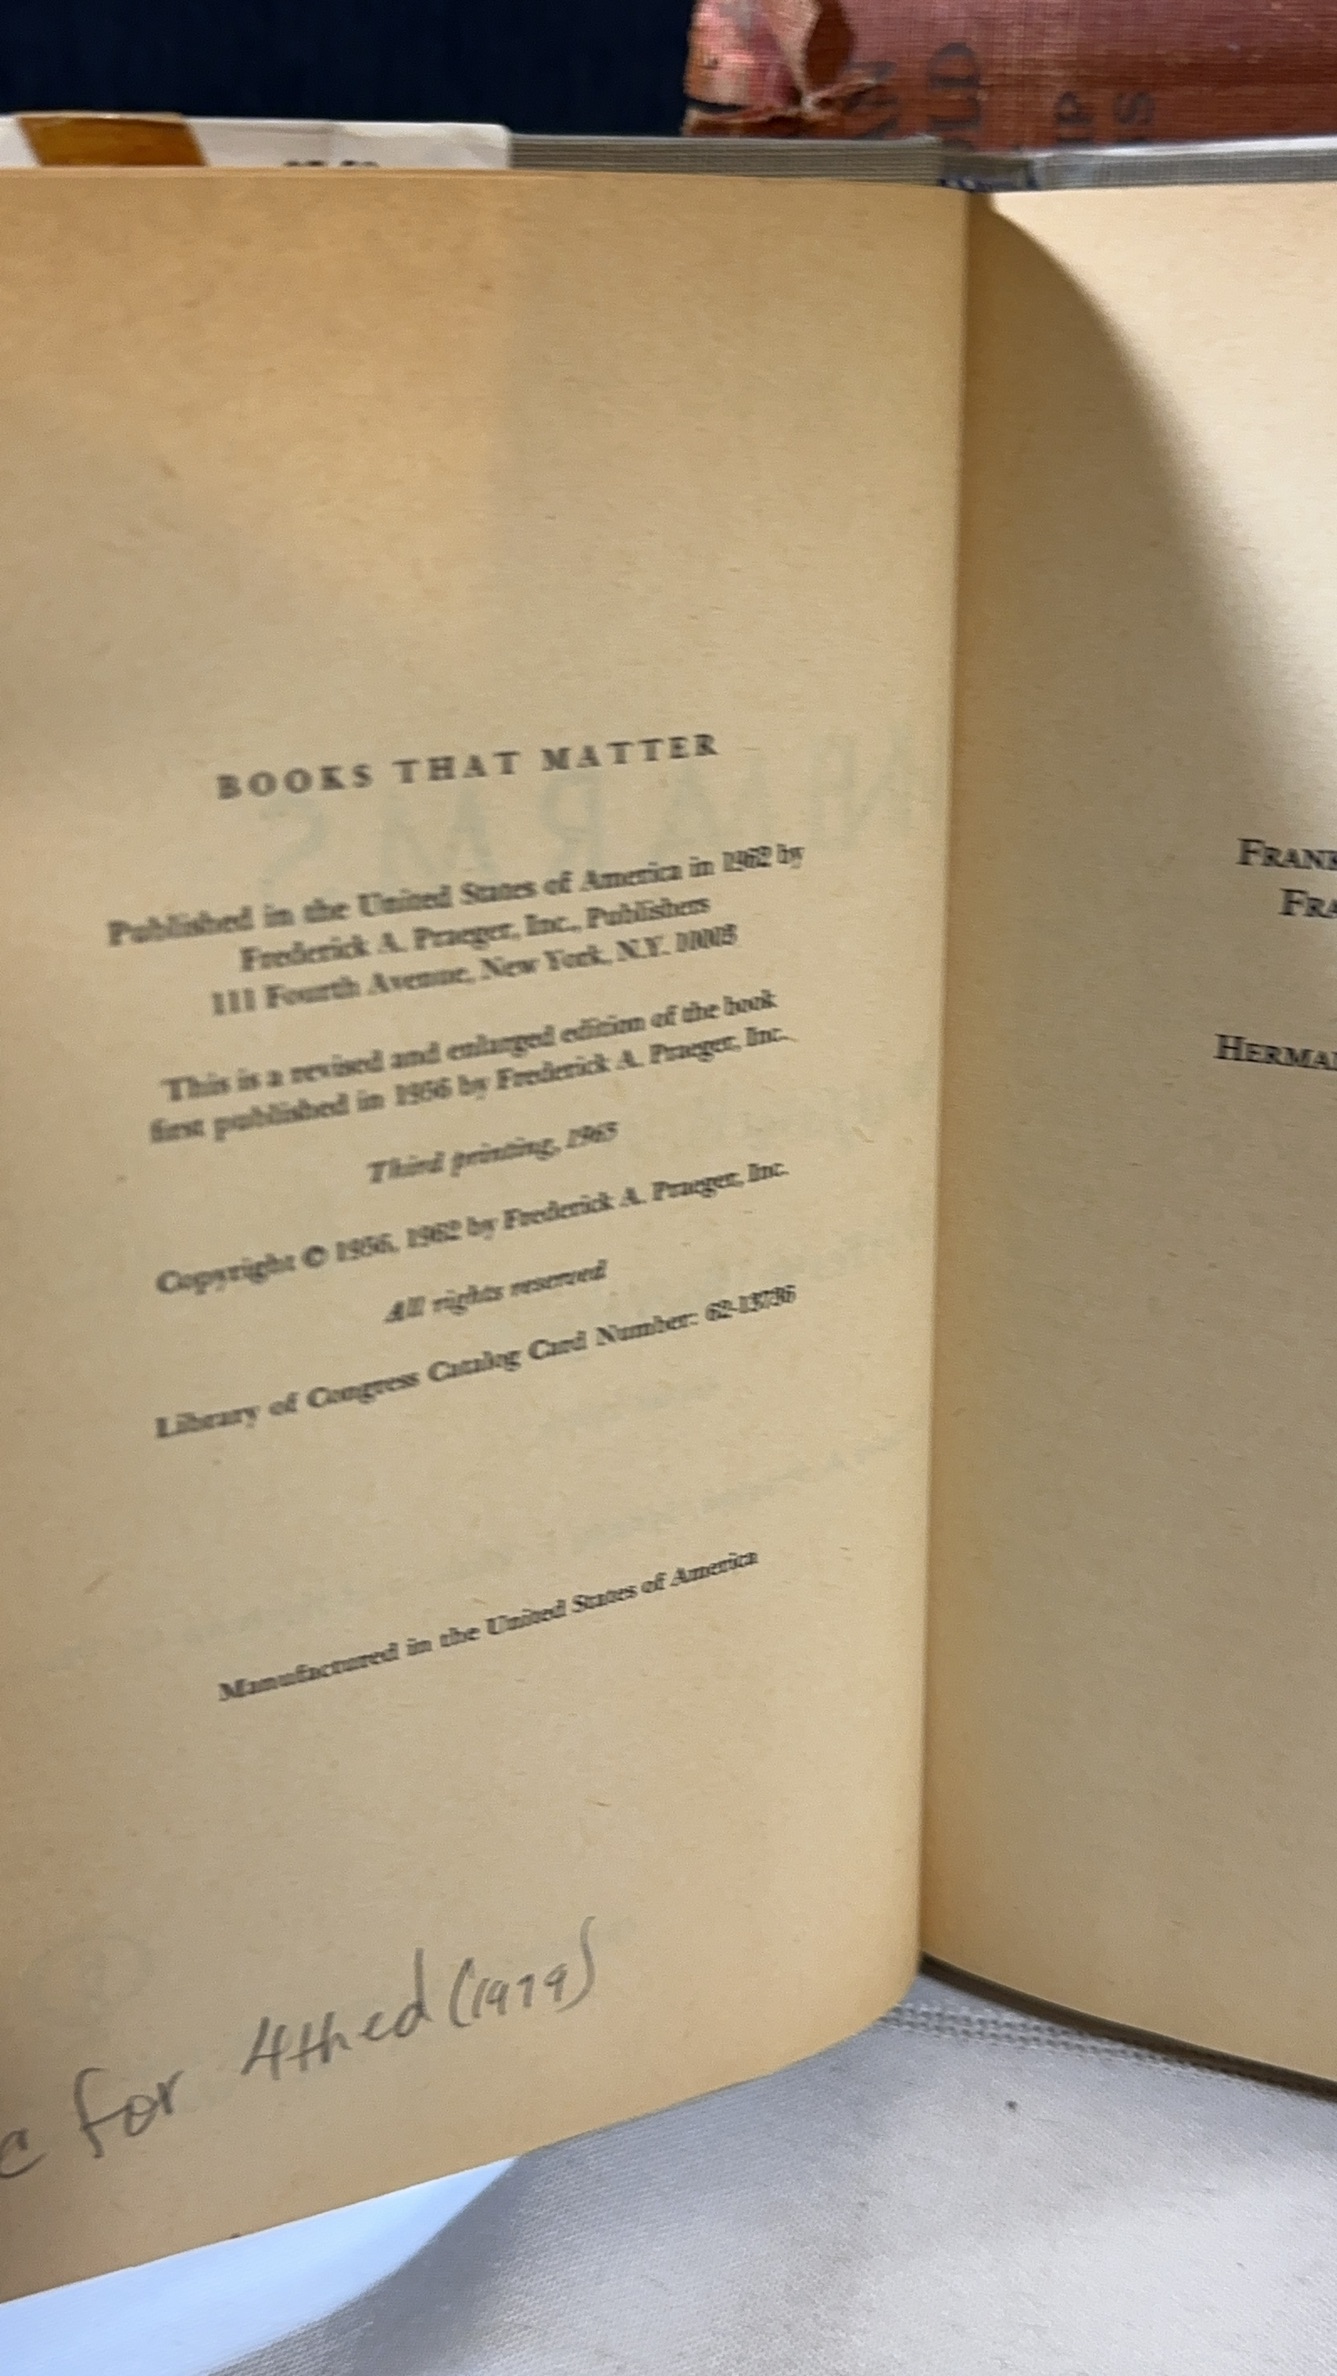 BOOKS THAT MATTER
Published in the United States of America in 1962 by
Frederick A. Praeger, Inc., Publishers
111 Fourth Avenue, New York, N.Y. 10003
This is a revised and enlarged edition of the book
first published in 1956 by Frederick A. Praeger, Inc.
Third printing, 1965
Copyright © 1956, 1962 by Frederick A. Praeger, Inc.
All rights reserved
Library of Congress Catalog Card Number: 62-13736
Manufactured in the United States of America
for 4th ed (1979)
FRANK
FRA
HERMAN